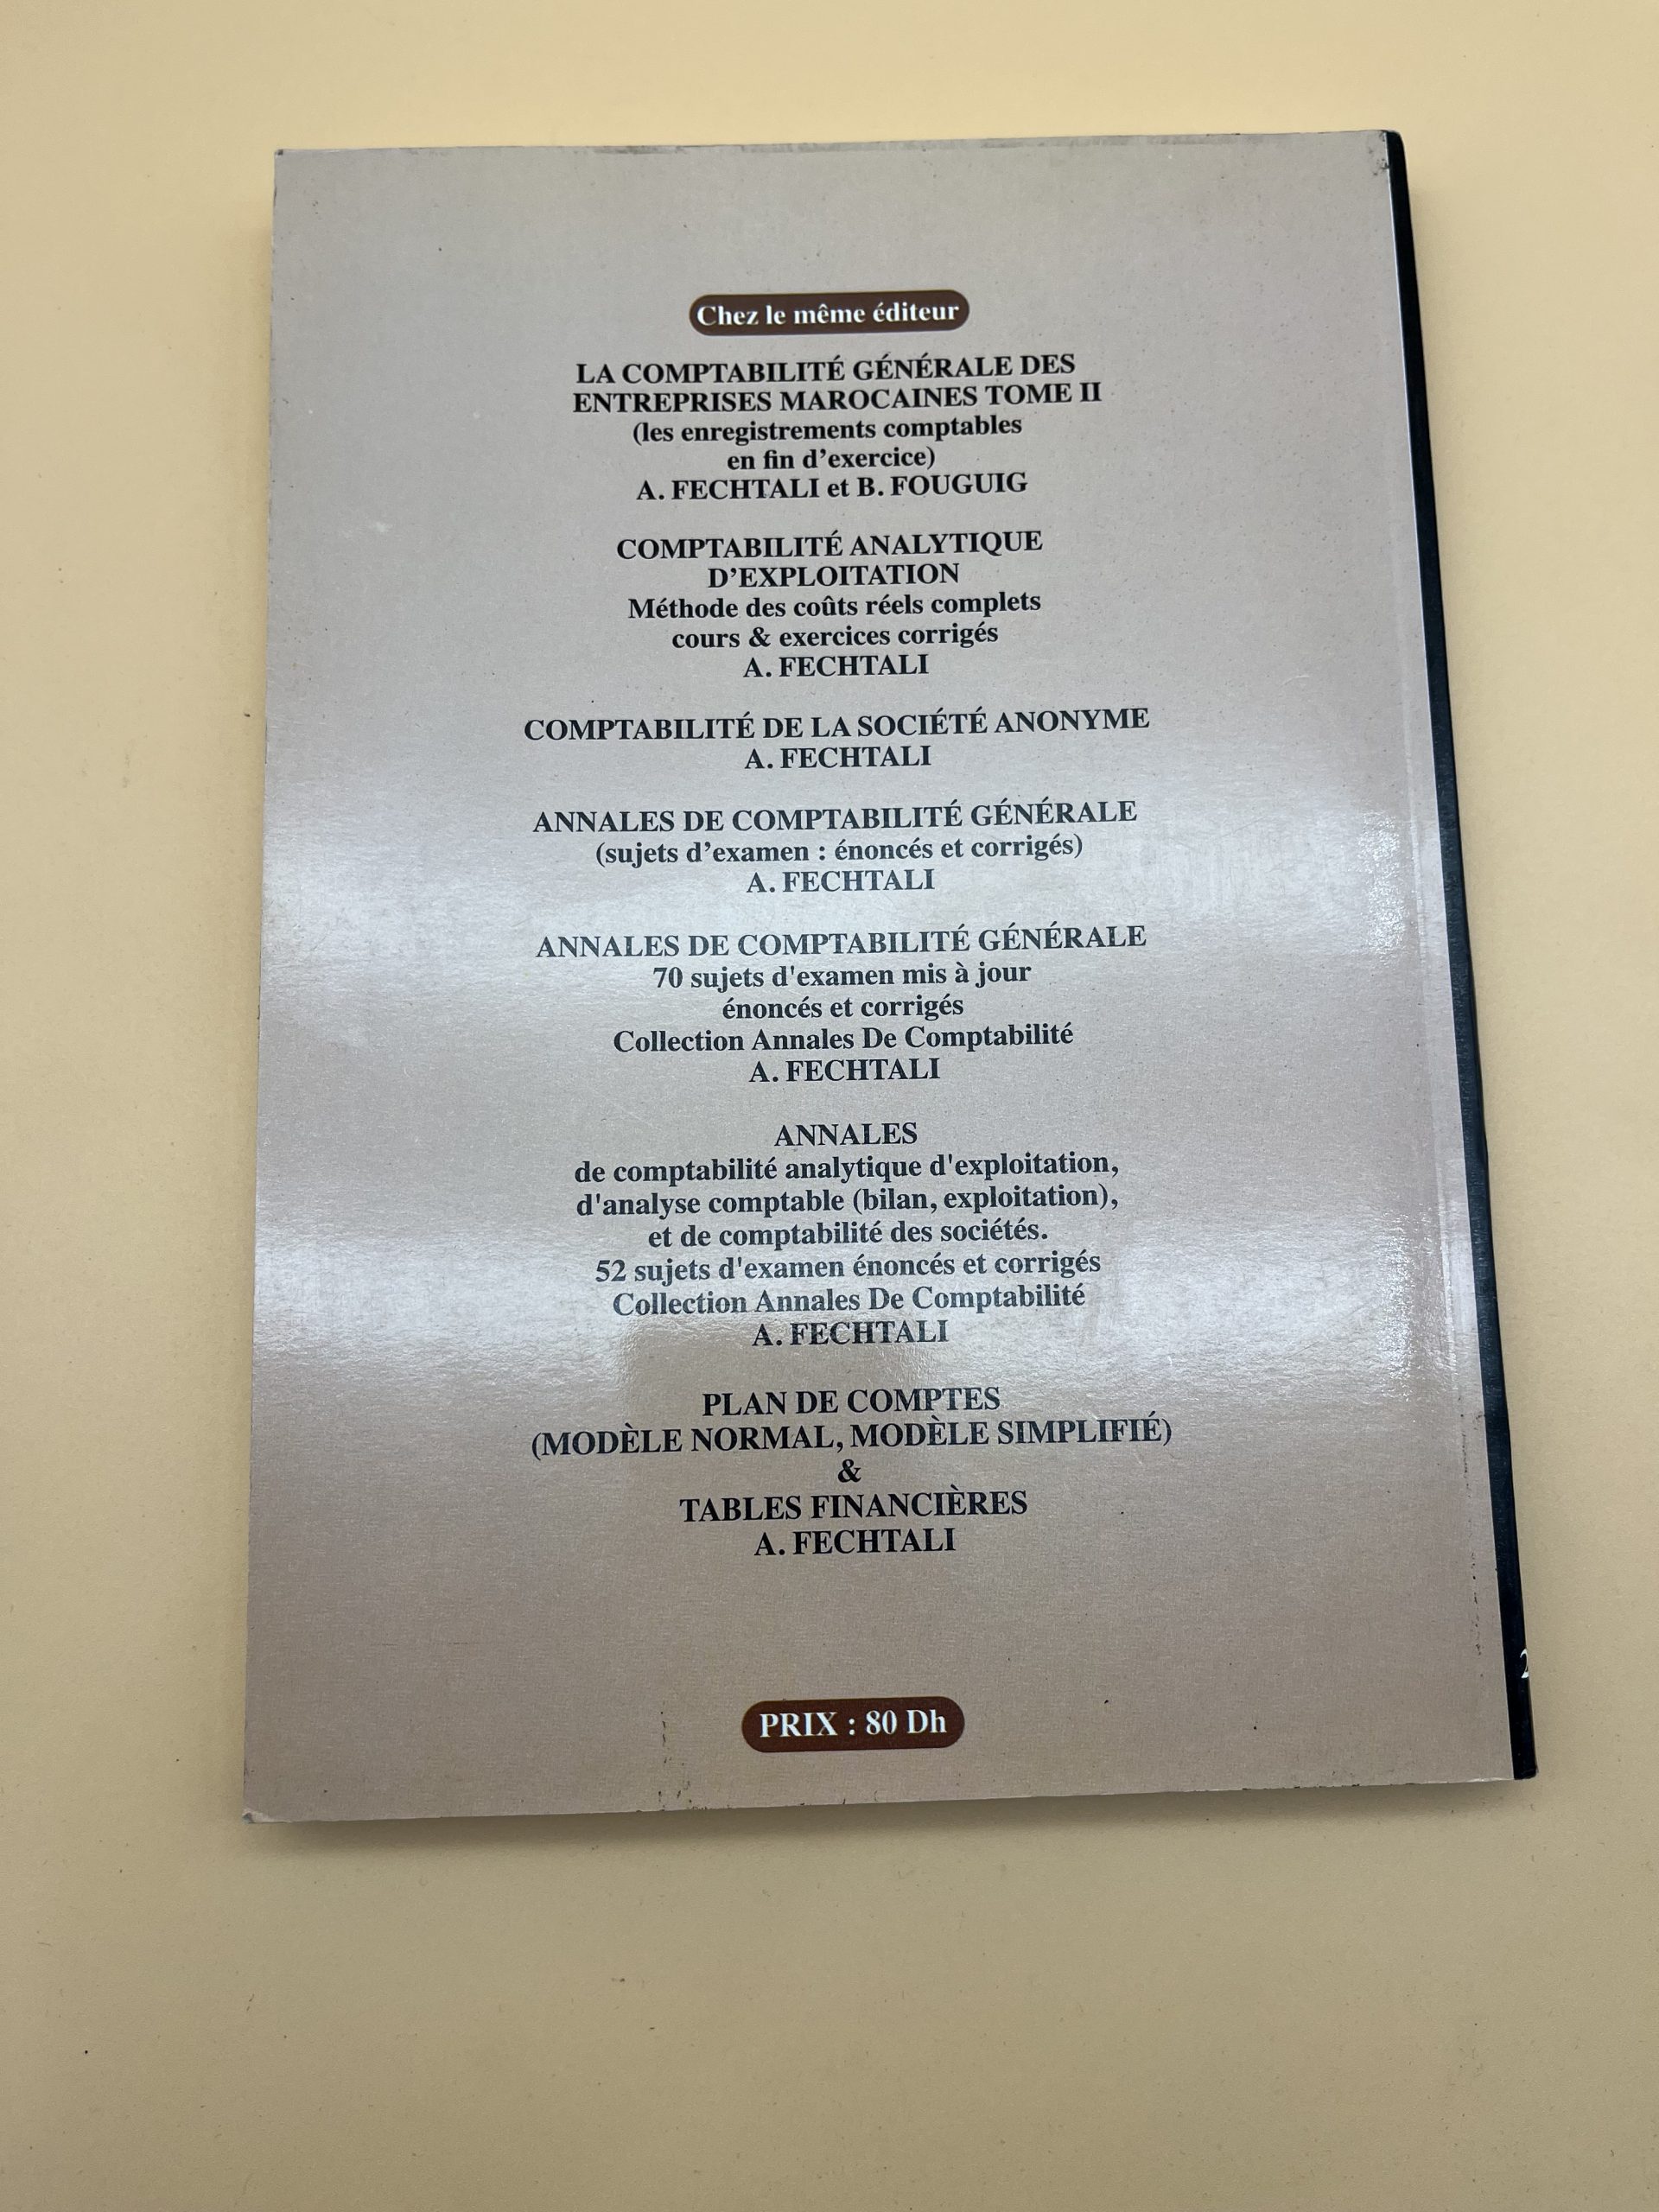 Chez le même éditeur
LA COMPTABILITÉ GÉNÉRALE DES
ENTREPRISES MAROCAINES TOME II
(les enregistrements comptables
en fin d’exercice)
A. FECHTALI et B. FOUGUIG
COMPTABILITÉ ANALYTIQUE
D’EXPLOITATION
Méthode des coûts réels complets
cours & exercices corrigés
A. FECHTALI
COMPTABILITÉ DE LA SOCIÉTÉ ANONYME
A. FECHTALI
ANNALES DE COMPTABILITÉ GÉNÉRALE
(sujets d’examen : énoncés et corrigés)
A. FECHTALI
ANNALES DE COMPTABILITÉ GÉNÉRALE
70 sujets d'examen mis à jour
énoncés et corrigés
Collection Annales De Comptabilité
A. FECHTALI
ANNALES
de comptabilité analytique d'exploitation,
d'analyse comptable (bilan, exploitation),
et de comptabilité des sociétés.
52 sujets d'examen énoncés et corrigés
Collection Annales De Comptabilité
A. FECHTALI
PLAN DE COMPTES
(MODÈLE NORMAL, MODÈLE SIMPLIFIÉ)
&
TABLES FINANCIÈRES
A. FECHTALI
PRIX : 80 Dh